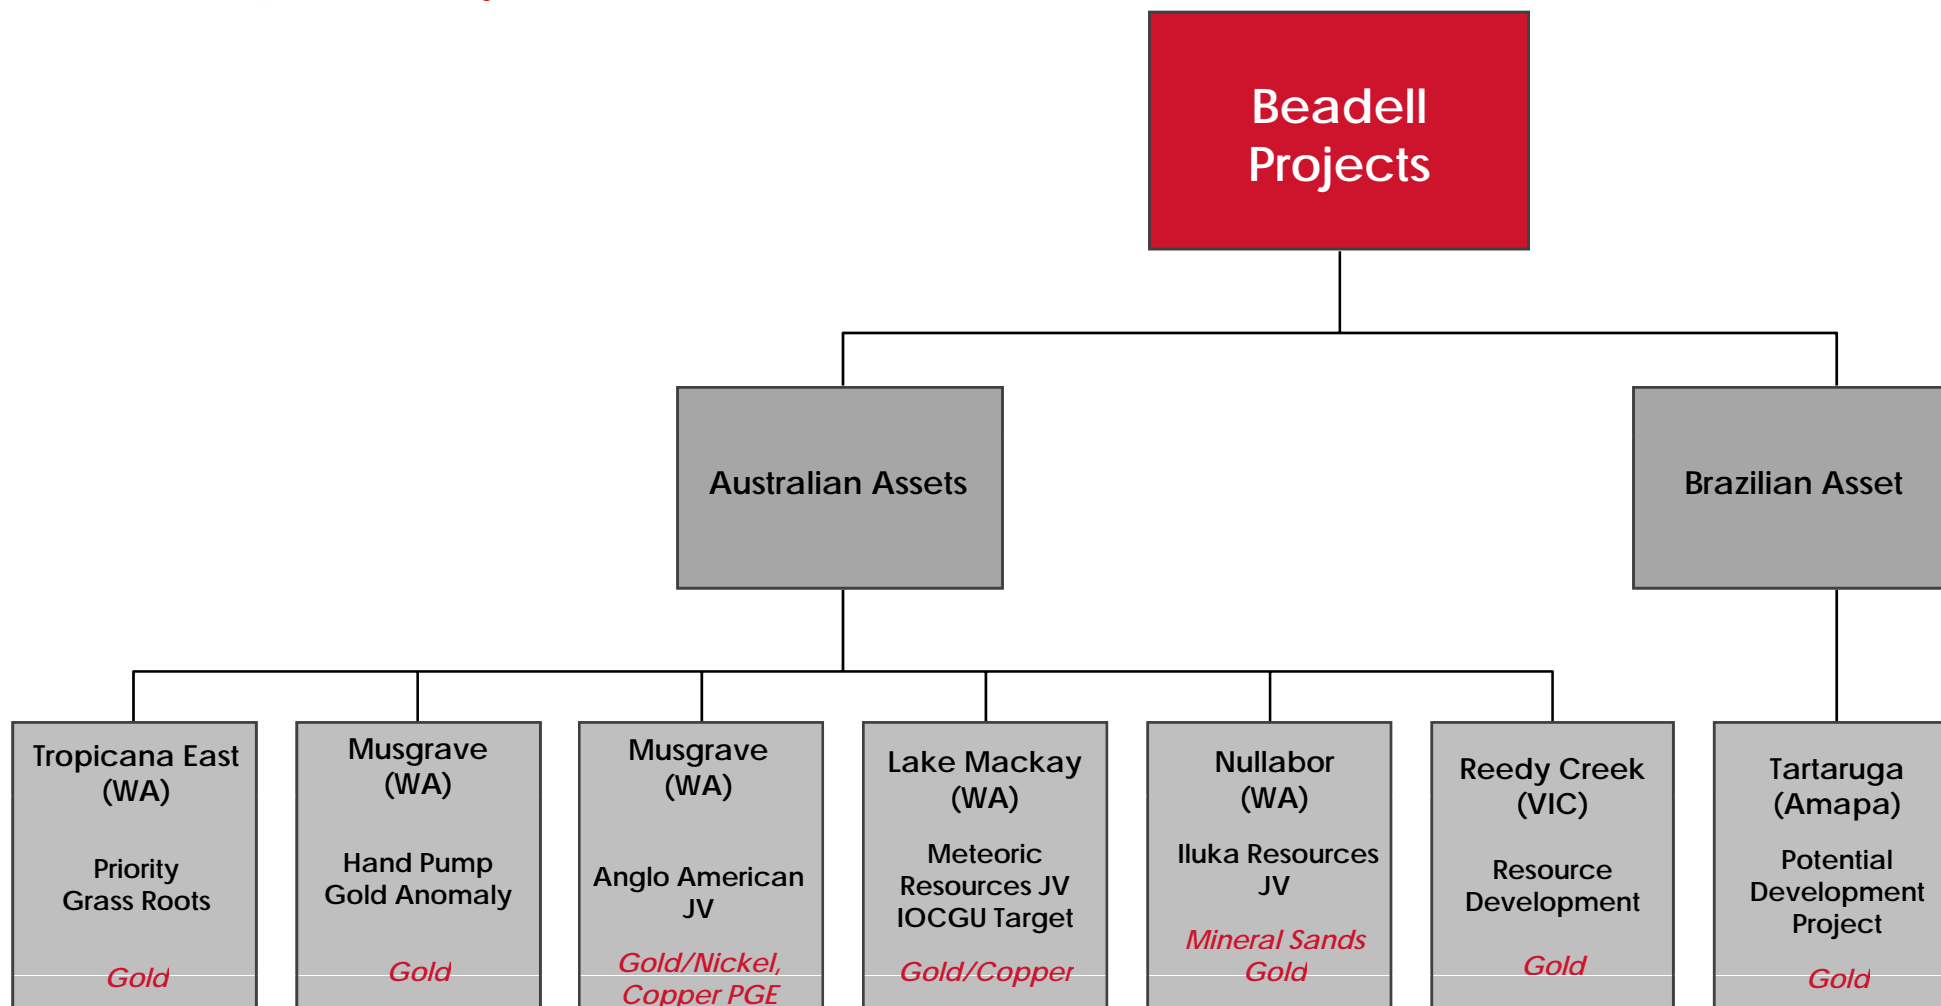 Beadell
Projects
Australian Assets
Brazilian Asset
Tropicana East
(WA)
Priority
Grass Roots
Gold
Musgrave
(WA)
Hand Pump
Gold Anomaly
Gold
Musgrave
(WA)
Anglo American
JV
Gold/Nickel,
Copper PGE
Lake Mackay
(WA)
Meteoric
Resources JV
IOCGU Target
Gold/Copper
Nullabor
(WA)
Iluka Resources
JV
Mineral Sands
Gold
Reedy Creek
(VIC)
Resource
Development
Gold
Tartaruga
(Amapa)
Potential
Development
Project
Gold